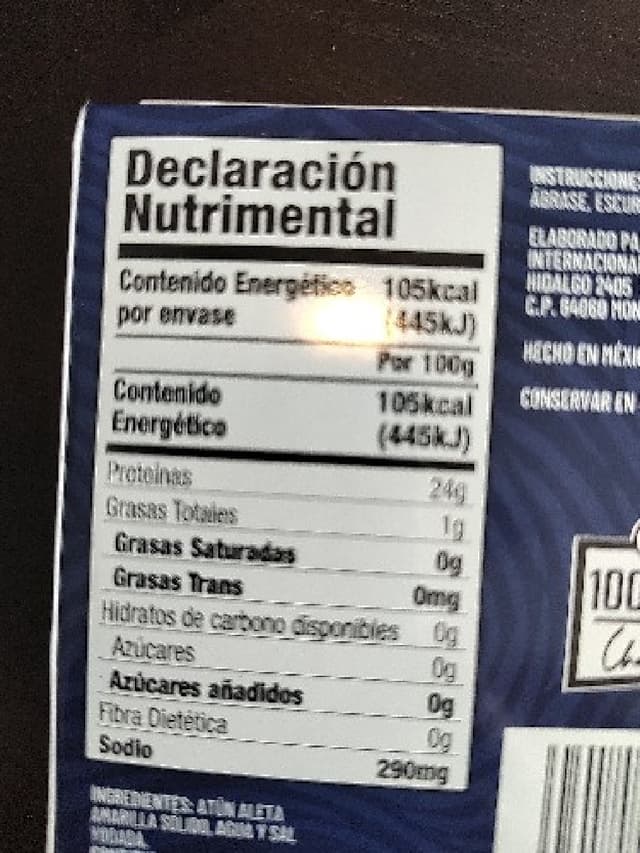 Declaración
Nutrimental
Contenido Energético 105kcal
por envase (445kJ)
Por 100g
Contenido 105kcal
Energético (445kJ)
Proteínas 24g
Grasas Totales 1g
Grasas Saturadas 0g
Grasas Trans 0mg
Hidratos de carbono disponibles 0g
Azúcares 0g
Azúcares añadidos 0g
Fibra Dietética 0g
Sodio 290mg
INGREDIENTES: ATÚN ALETA
AMARILLA SÓLIDO, AGUA Y SAL
YODADA.
INSTRUCCIONES
ÁBRASE, ESCUR
ELABORADO PA
INTERNACIONA
HIDALGO 2405
C.P. 64060 MON
HECHO EN MÉXI
CONSERVAR EN
100